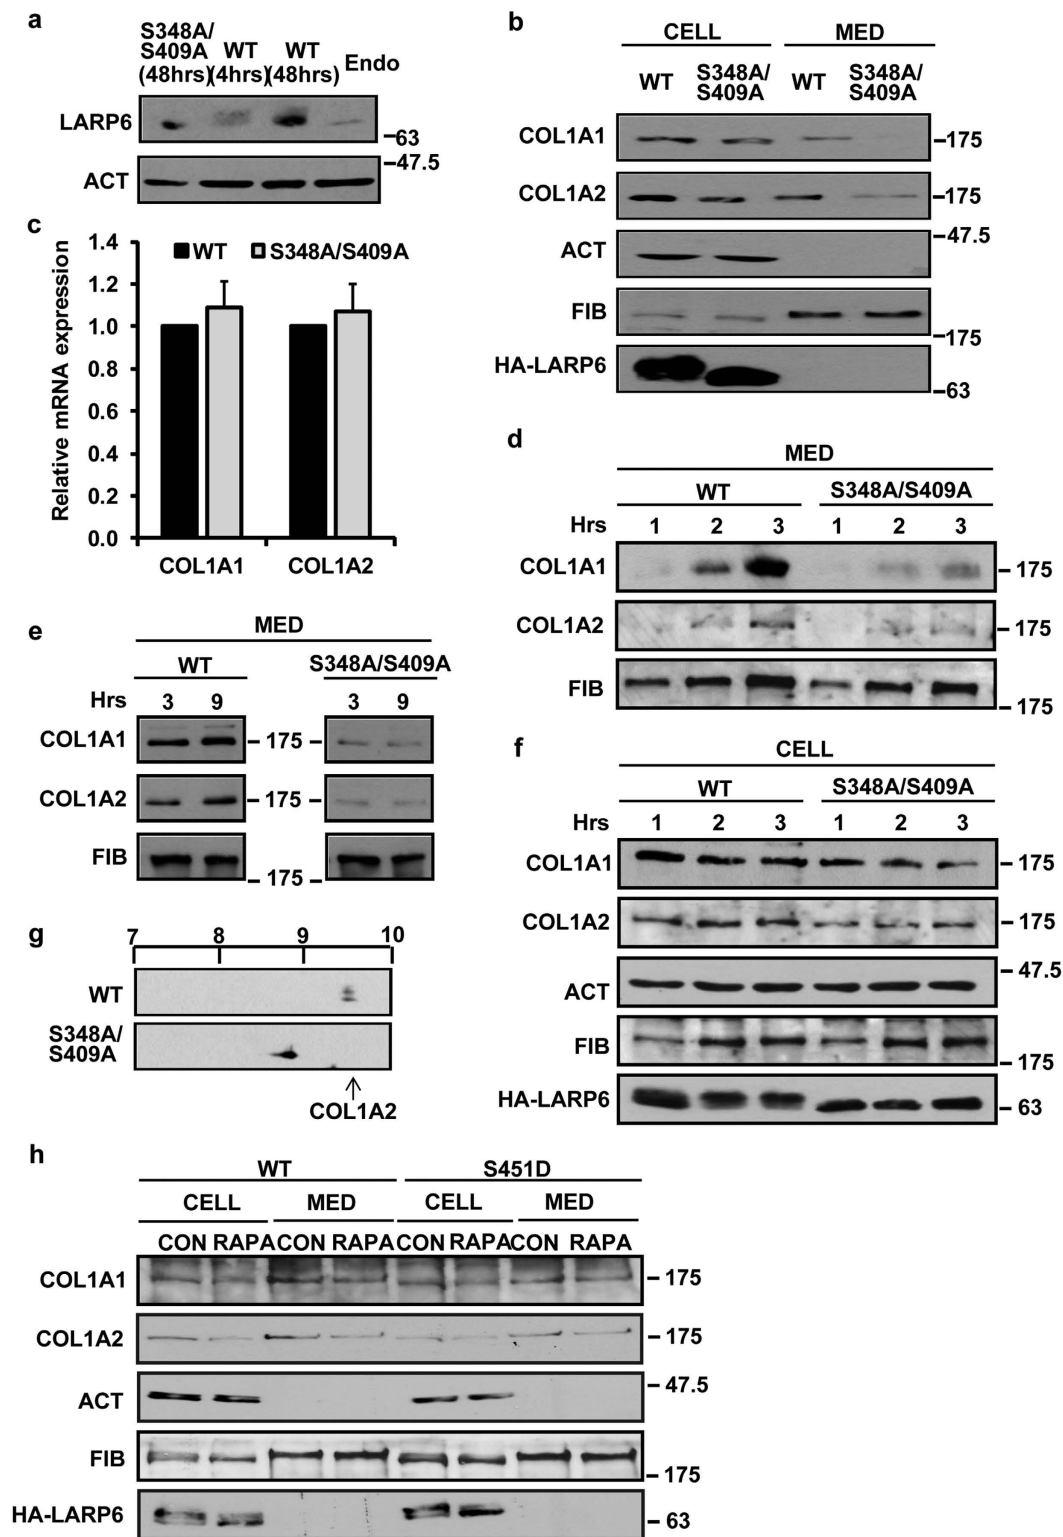 a
S348A/
S409A
(48hrs)
WT
(4hrs)
WT
(48hrs)
Endo
LARP6
–63
–47.5
ACT
b
CELL
MED
WT
S348A/
S409A
WT
S348A/
S409A
COL1A1
–175
COL1A2
–175
–47.5
ACT
FIB
–175
HA-LARP6
–63
c
Relative mRNA expression
WT
S348A/S409A
1.4
1.2
1.0
0.8
0.6
0.4
0.2
0.0
COL1A1
COL1A2
d
MED
WT
S348A/S409A
Hrs 1 2 3 1 2 3
COL1A1
– 175
COL1A2
– 175
FIB
– 175
e
MED
WT
S348A/S409A
Hrs 3 9 3 9
COL1A1
– 175 –
COL1A2
– 175 –
FIB
– 175 –
f
CELL
WT
S348A/S409A
Hrs 1 2 3 1 2 3
COL1A1
– 175
COL1A2
– 175
– 47.5
ACT
FIB
– 175
HA-LARP6
– 63
g
7 8 9 10
WT
S348A/
S409A
COL1A2
h
WT
S451D
CELL MED CELL MED
CON RAPA CON RAPA CON RAPA CON RAPA
COL1A1
– 175
COL1A2
– 175
– 47.5
ACT
FIB
– 175
HA-LARP6
– 63